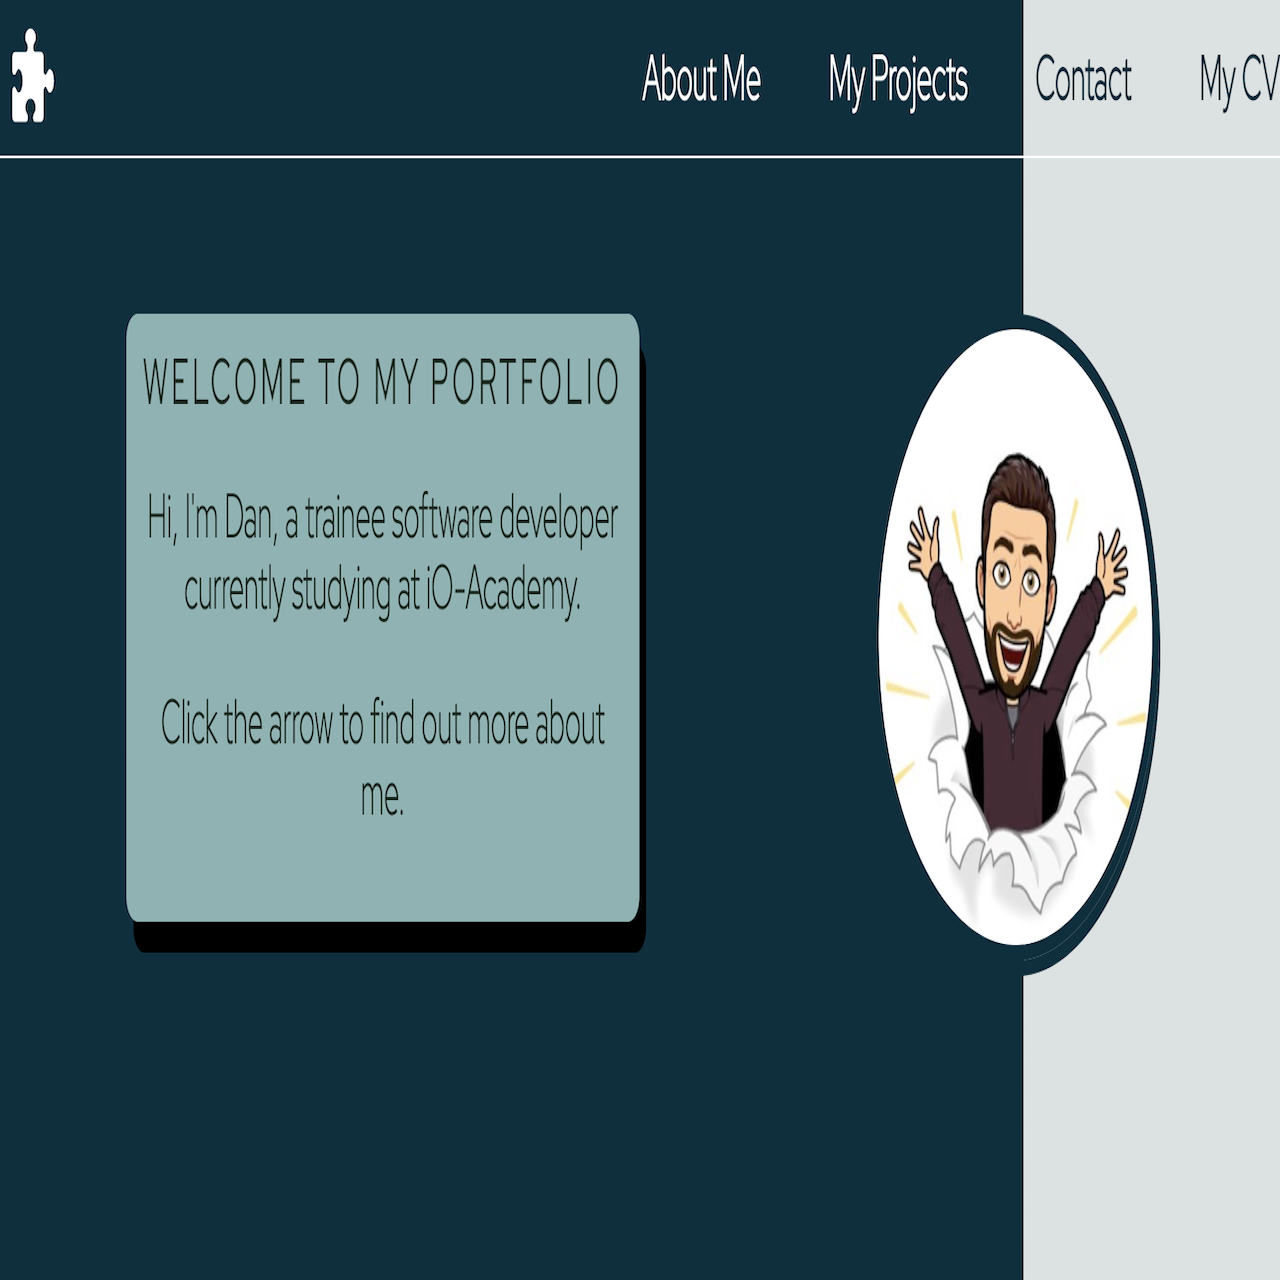 About Me My Projects Contact My CV
WELCOME TO MY PORTFOLIO
Hi, I'm Dan, a trainee software developer
currently studying at iO-Academy.
Click the arrow to find out more about
me.